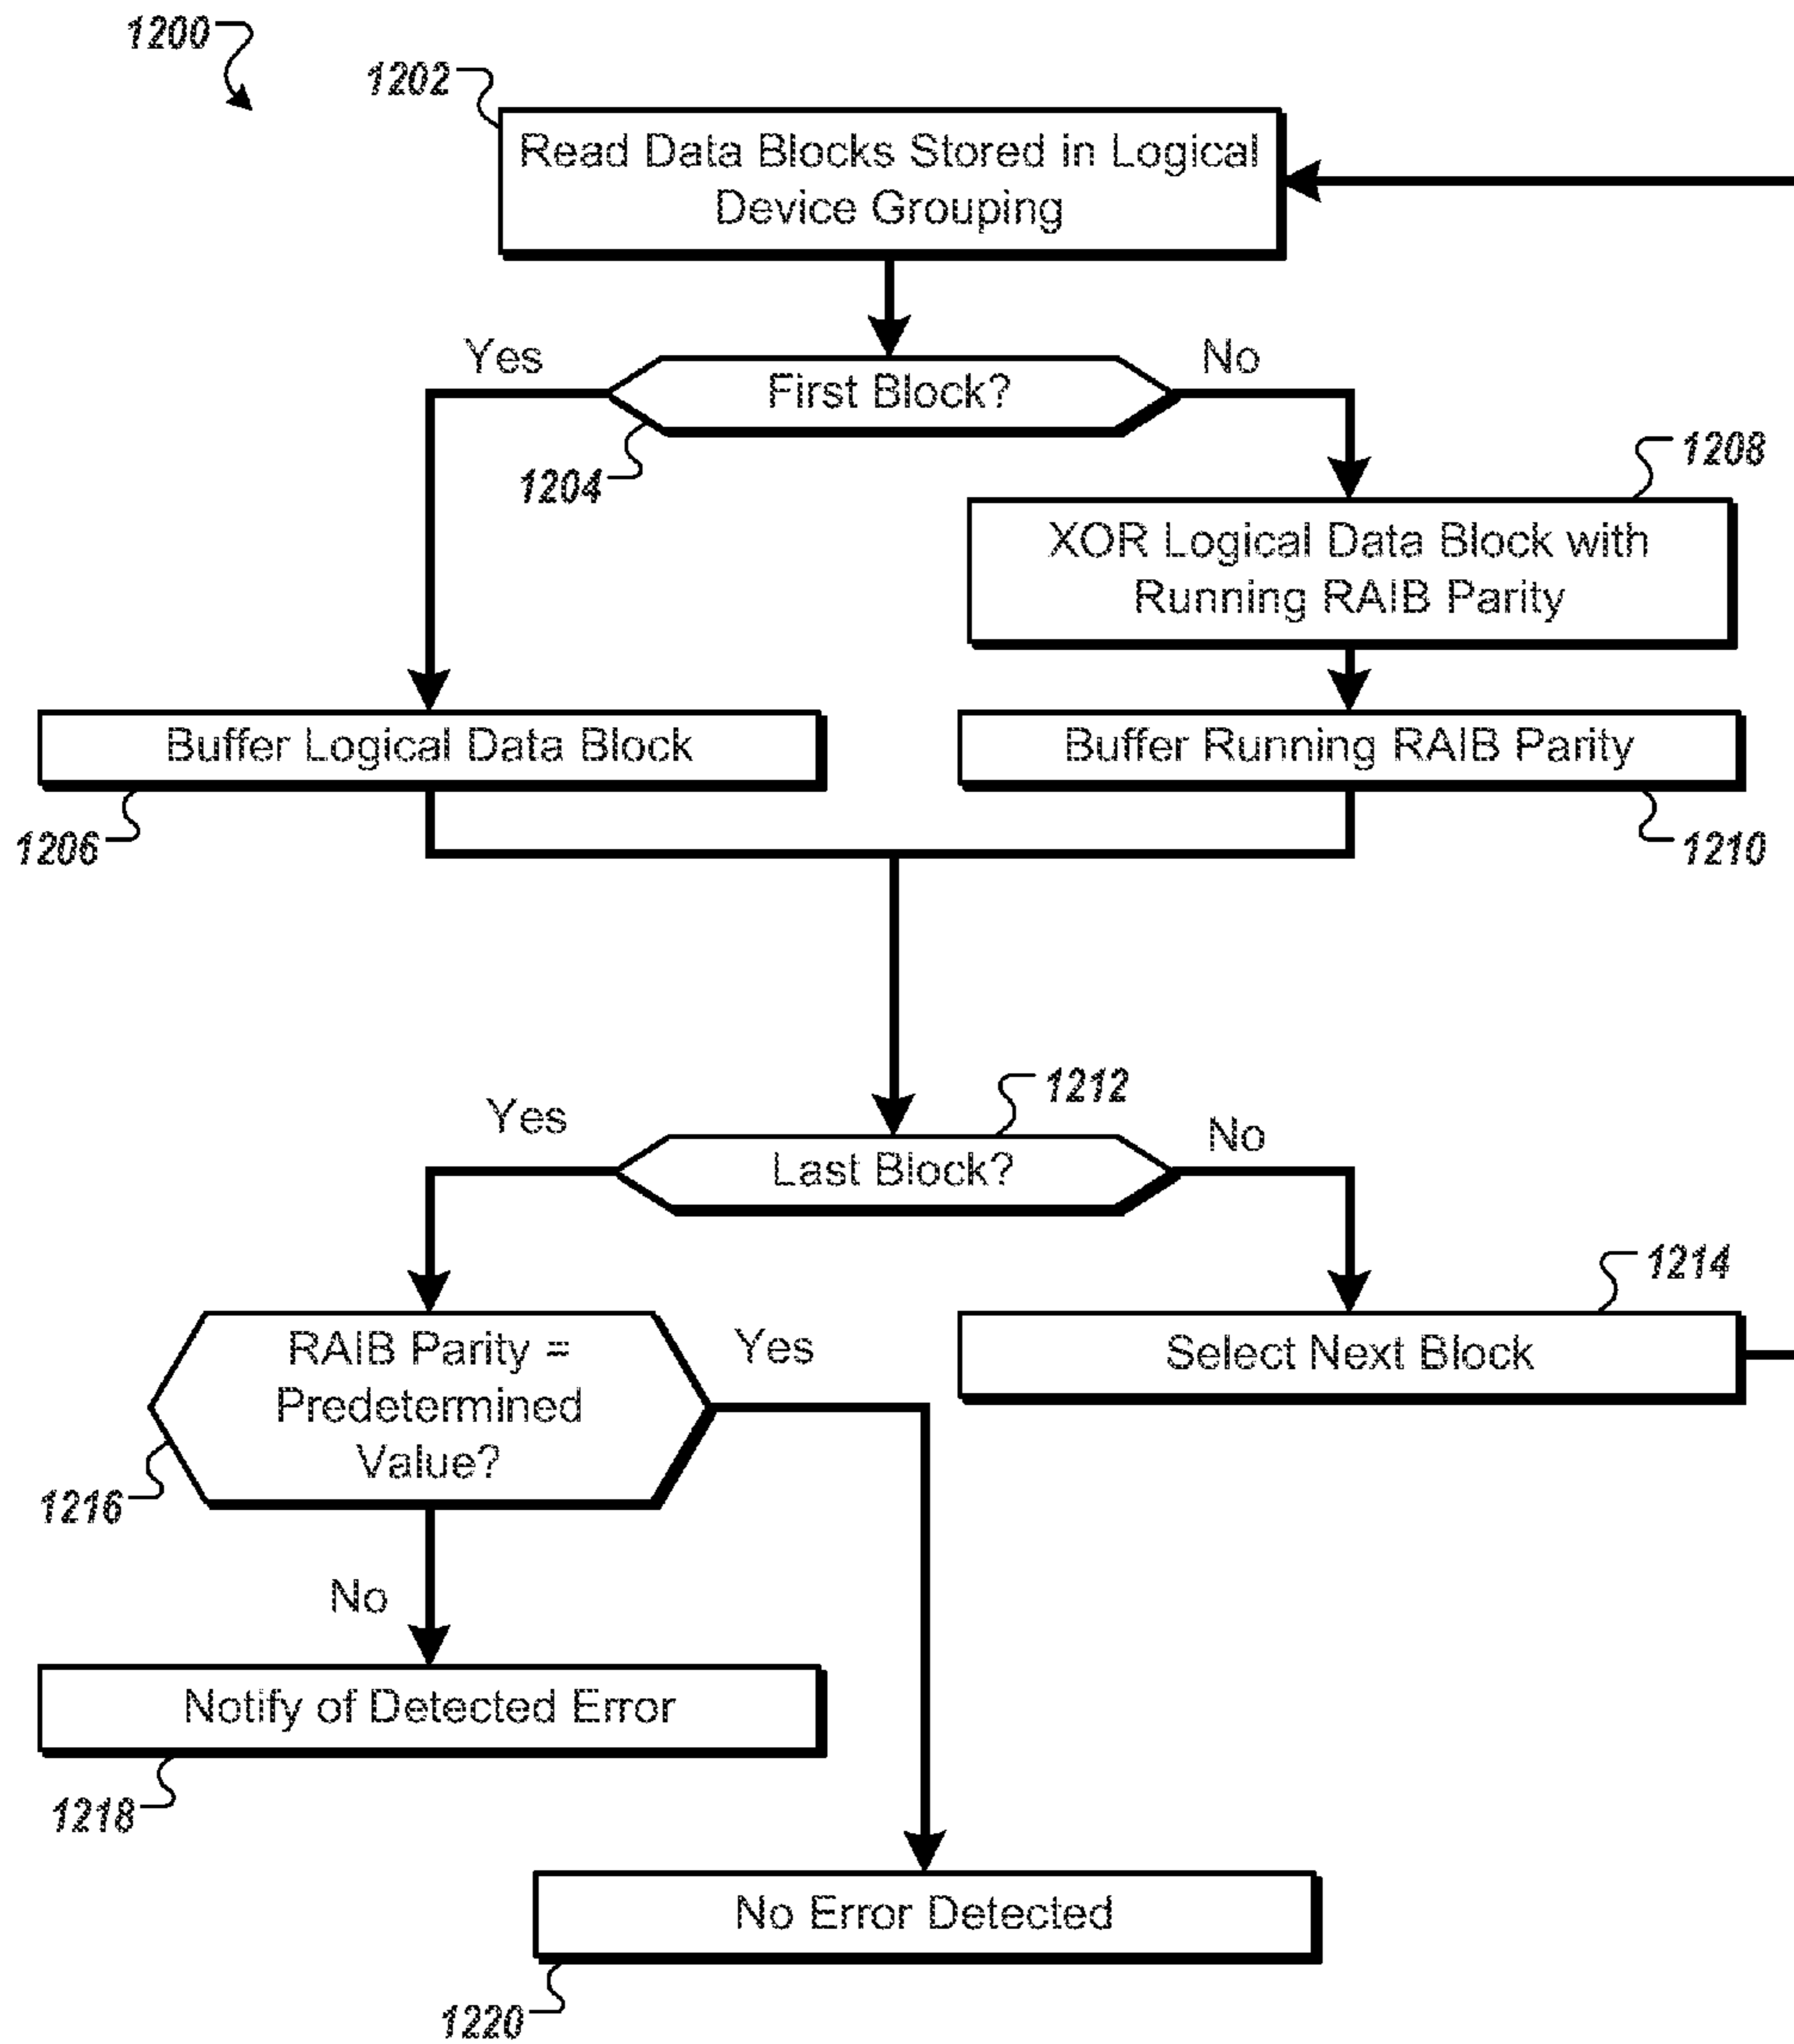 1200
1202
Read Data Blocks Stored in Logical
Device Grouping
Yes
No
First Block?
1204
1208
XOR Logical Data Block with
Running RAIB Parity
Buffer Logical Data Block
Buffer Running RAIB Parity
1206
1210
1212
Yes
No
Last Block?
1214
RAIB Parity =
Predetermined
Value?
Yes
Select Next Block
1216
No
Notify of Detected Error
1218
No Error Detected
1220